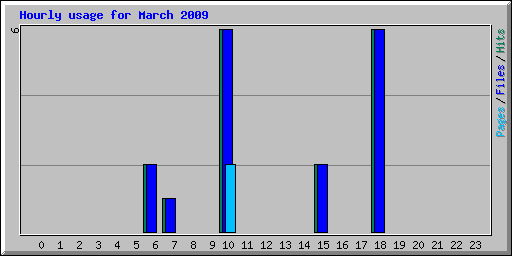 Hourly usage for March 2009
6
Pages/Files/Hits
0 1 2 3 4 5 6 7 8 9 10 11 12 13 14 15 16 17 18 19 20 21 22 23